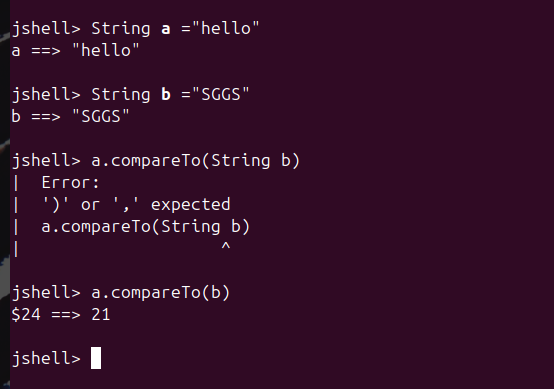 jshell> String a ="hello"
a ==> "hello"
jshell> String b ="SGGS"
b ==> "SGGS"
jshell> a.compareTo(String b)
|  Error:
|  ')' or ',' expected
|  a.compareTo(String b)
|                    ^
jshell> a.compareTo(b)
$24 ==> 21
jshell>